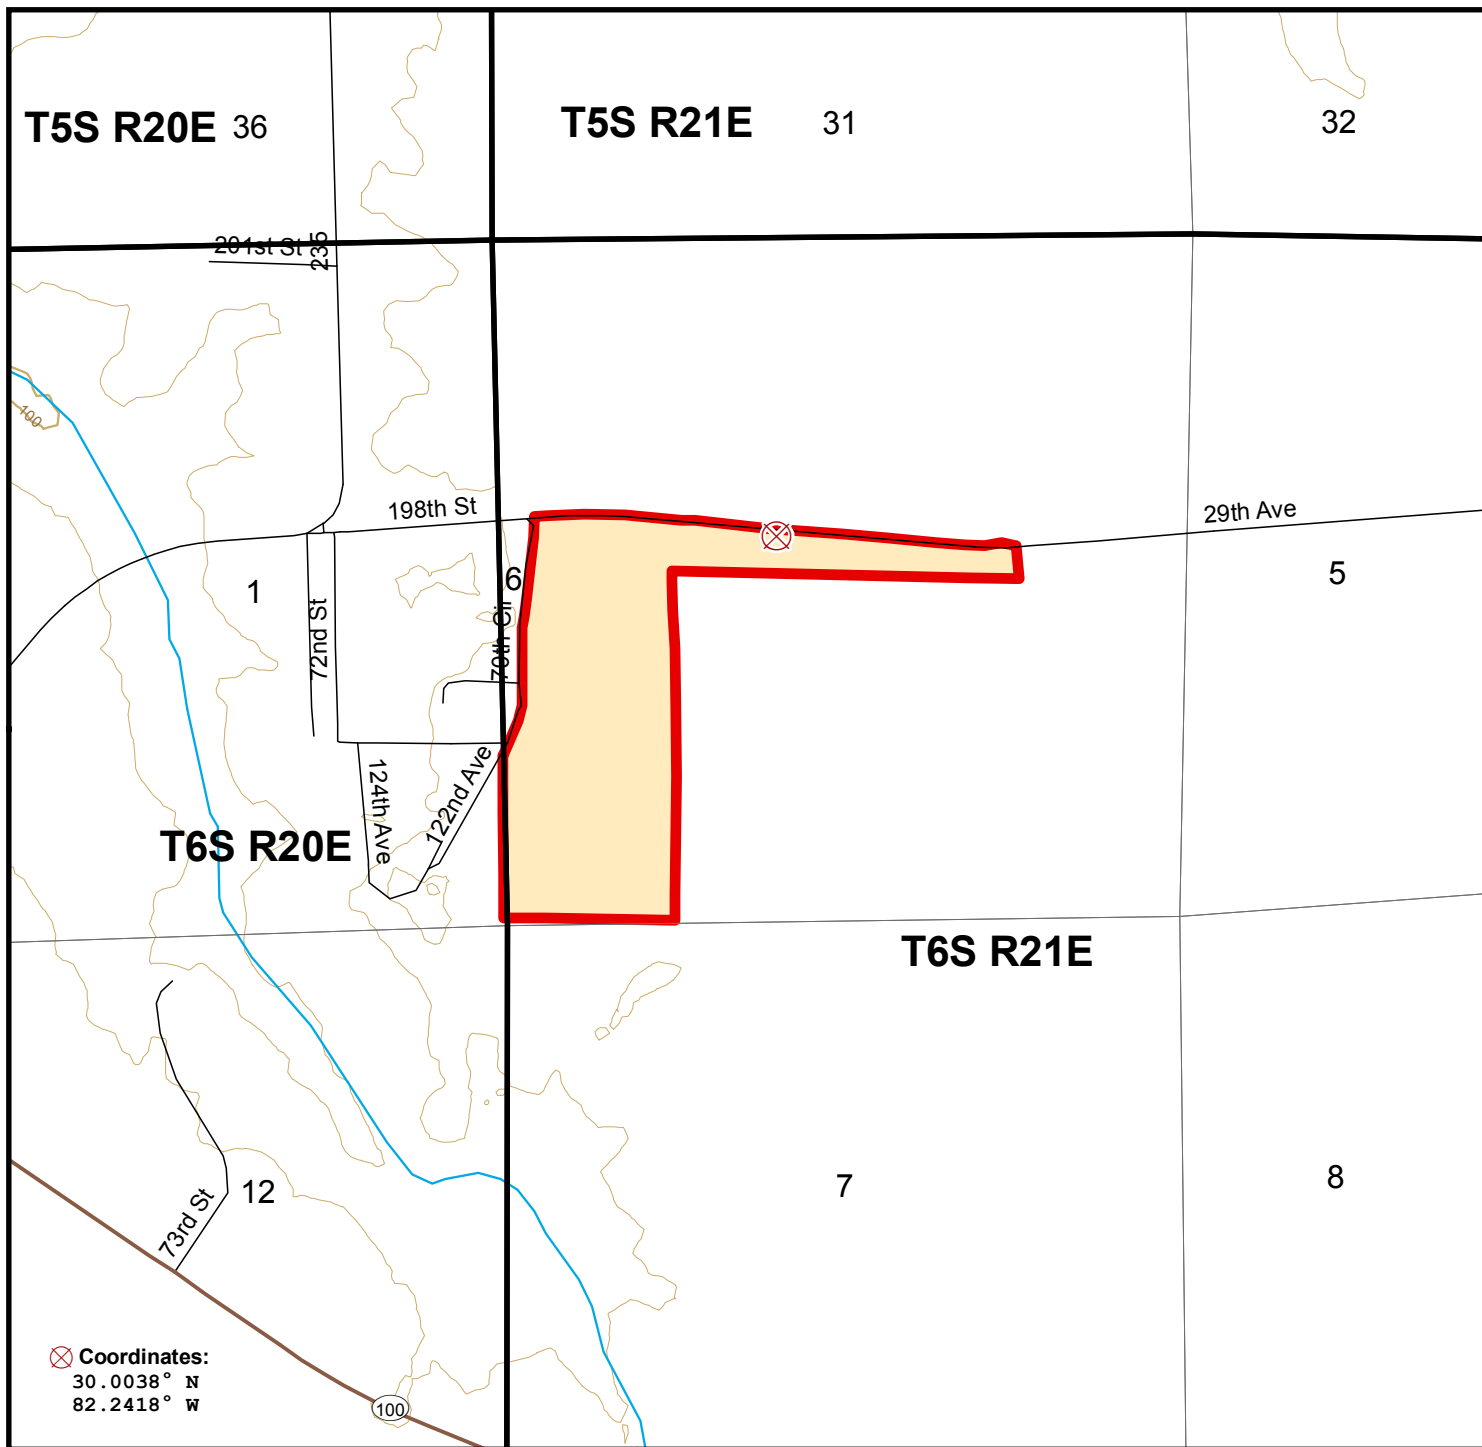 T5S R20E 36
T5S R21E 31
32
201st St
235
100
198th St
29th Ave
1
6
5
72nd St
70th Cir
124th Ave
122nd Ave
T6S R20E
T6S R21E
12
7
8
73rd St
Coordinates:
30.0038° N
82.2418° W
100